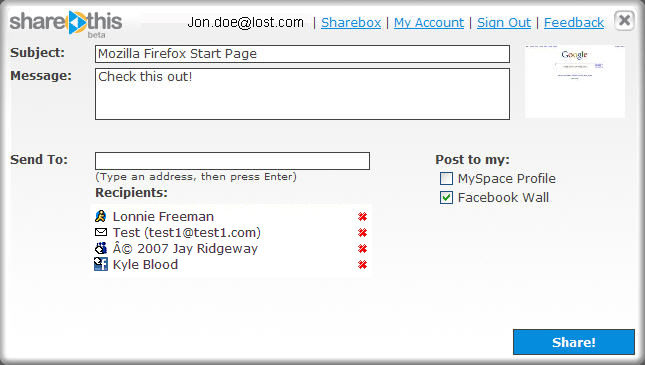 sharethis beta
Jon.doe@lost.com | Sharebox | My Account | Sign Out | Feedback
Subject: Mozilla Firefox Start Page
Message: Check this out!
Google
Send To:
(Type an address, then press Enter)
Recipients:
Lonnie Freeman
Test (test1@test1.com)
Â© 2007 Jay Ridgeway
Kyle Blood
Post to my:
MySpace Profile
Facebook Wall
Share!